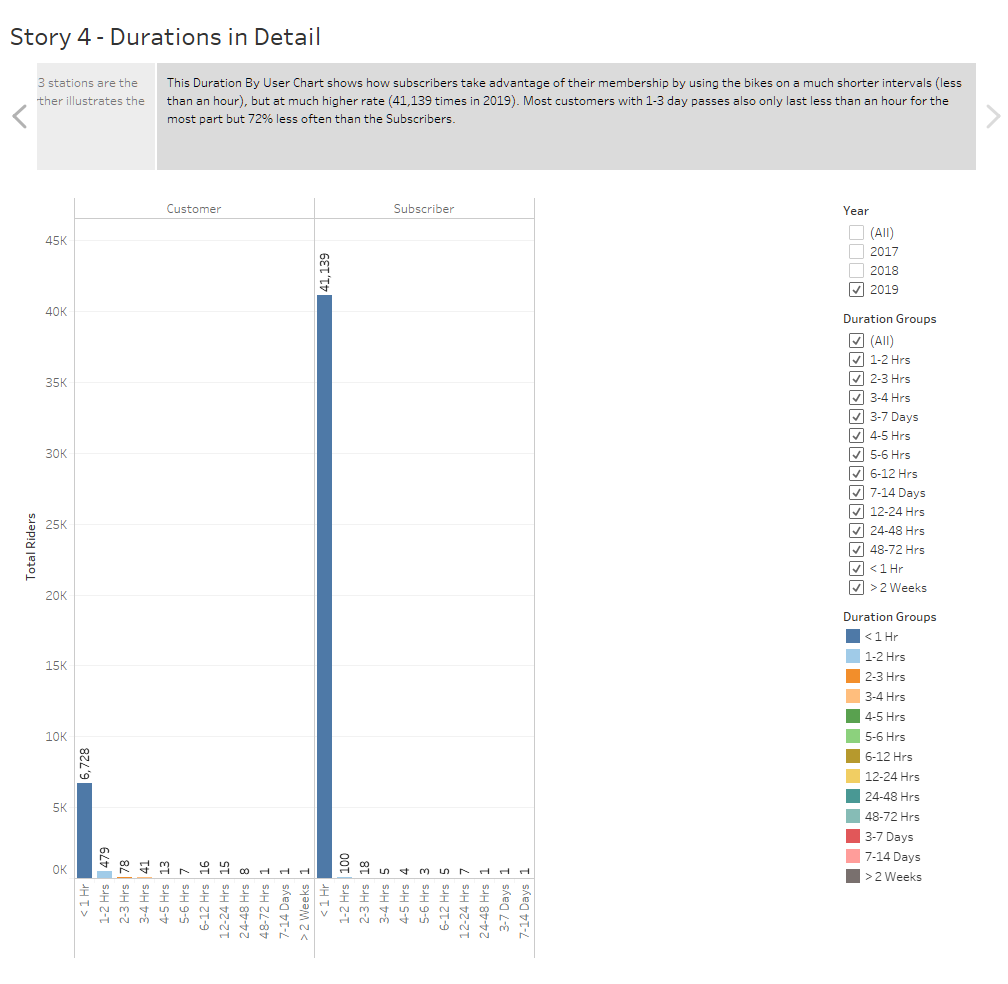 Story 4 - Durations in Detail
3 stations are the
rther illustrates the
This Duration By User Chart shows how subscribers take advantage of their membership by using the bikes on a much shorter intervals (less
than an hour), but at much higher rate (41,139 times in 2019). Most customers with 1-3 day passes also only last less than an hour for the
most part but 72% less often than the Subscribers.
Customer
Subscriber
45K
40K
35K
30K
25K
20K
15K
10K
5K
0K
Total Riders
6,728
479
78
41
13
7
16
15
8
1
1
1
41,139
100
18
5
4
3
5
7
1
1
1
< 1 Hr
1-2 Hrs
2-3 Hrs
3-4 Hrs
4-5 Hrs
5-6 Hrs
6-12 Hrs
12-24 Hrs
24-48 Hrs
48-72 Hrs
7-14 Days
> 2 Weeks
< 1 Hr
1-2 Hrs
2-3 Hrs
3-4 Hrs
4-5 Hrs
5-6 Hrs
6-12 Hrs
12-24 Hrs
24-48 Hrs
3-7 Days
7-14 Days
Year
(All)
2017
2018
2019
Duration Groups
(All)
1-2 Hrs
2-3 Hrs
3-4 Hrs
3-7 Days
4-5 Hrs
5-6 Hrs
6-12 Hrs
7-14 Days
12-24 Hrs
24-48 Hrs
48-72 Hrs
< 1 Hr
> 2 Weeks
Duration Groups
< 1 Hr
1-2 Hrs
2-3 Hrs
3-4 Hrs
4-5 Hrs
5-6 Hrs
6-12 Hrs
12-24 Hrs
24-48 Hrs
48-72 Hrs
3-7 Days
7-14 Days
> 2 Weeks